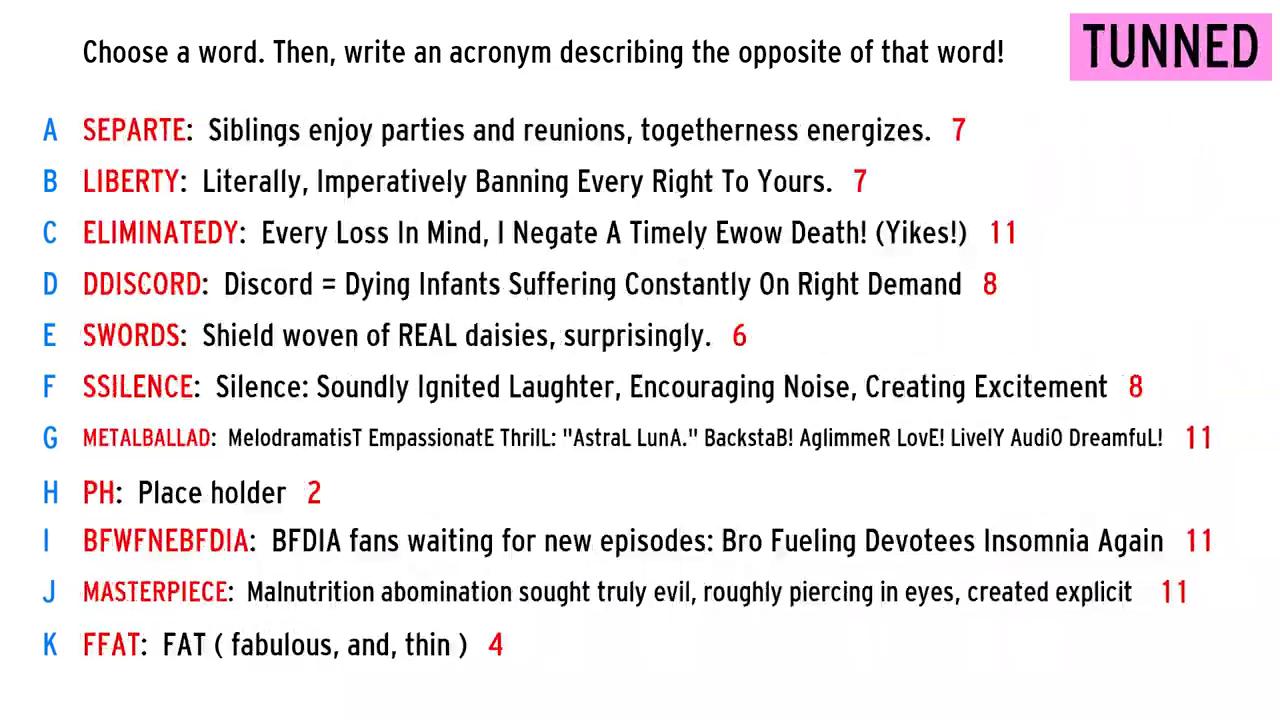 Choose a word. Then, write an acronym describing the opposite of that word!
TUNNED
A SEPARTE: Siblings enjoy parties and reunions, togetherness energizes. 7
B LIBERTY: Literally, Imperatively Banning Every Right To Yours. 7
C ELIMINATEDY: Every Loss In Mind, I Negate A Timely Ewow Death! (Yikes!) 11
D DDISCORD: Discord = Dying Infants Suffering Constantly On Right Demand 8
E SWORDS: Shield woven of REAL daisies, surprisingly. 6
F SSILENCE: Silence: Soundly Ignited Laughter, Encouraging Noise, Creating Excitement 8
G METALBALLAD: MelodramatisT EmpassionatE ThrilL: "AstraL LunA." BackstaB! AglimmeR LovE! LivelY AudiO DreamfuL! 11
H PH: Place holder 2
I BFWFNEBFDIA: BFDIA fans waiting for new episodes: Bro Fueling Devotees Insomnia Again 11
J MASTERPIECE: Malnutrition abomination sought truly evil, roughly piercing in eyes, created explicit 11
K FFAT: FAT ( fabulous, and, thin ) 4